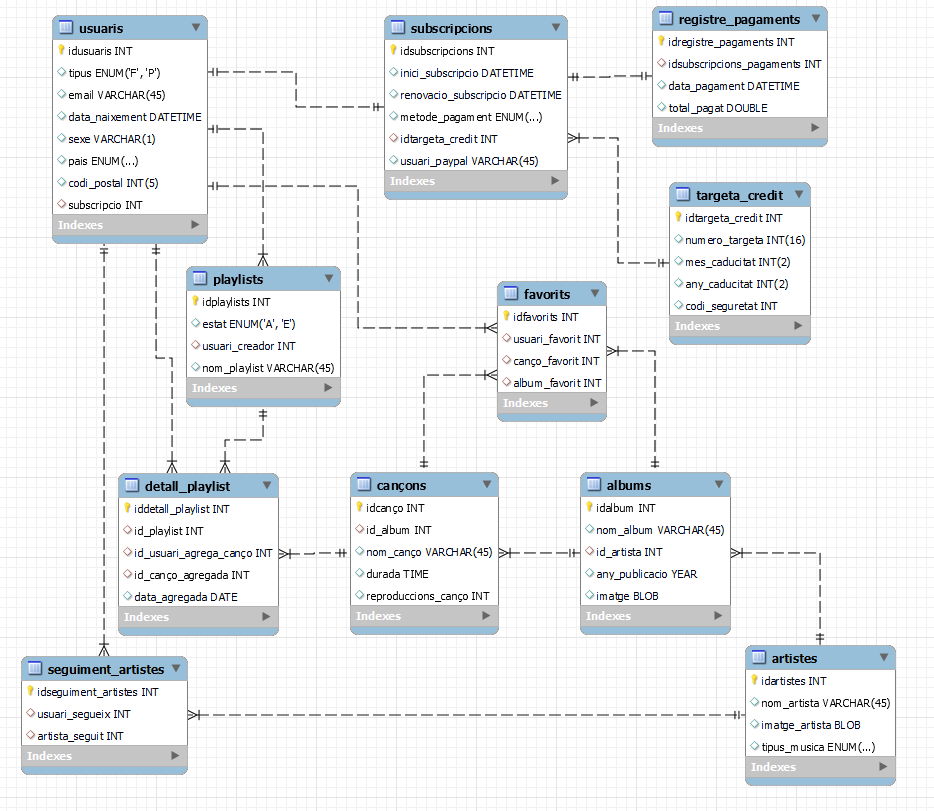 usuaris
idusuaris INT
tipus ENUM('F', 'P')
email VARCHAR(45)
data_naixement DATETIME
sexe VARCHAR(1)
pais ENUM(...)
codi_postal INT(5)
subscripcio INT
Indexes
subscripcions
idsubscripcions INT
inici_subscripcio DATETIME
renovacio_subscripcio DATETIME
metode_pagament ENUM(...)
idtargeta_credit INT
usuari_paypal VARCHAR(45)
Indexes
registre_pagaments
idregistre_pagaments INT
idsubscripcions_pagaments INT
data_pagament DATETIME
total_pagat DOUBLE
Indexes
targeta_credit
idtargeta_credit INT
numero_targeta INT(16)
mes_caducitat INT(2)
any_caducitat INT(2)
codi_seguretat INT
Indexes
playlists
idplaylists INT
estat ENUM('A', 'E')
usuari_creador INT
nom_playlist VARCHAR(45)
Indexes
favorits
idfavorits INT
usuari_favorit INT
canço_favorit INT
album_favorit INT
Indexes
detall_playlist
iddetall_playlist INT
id_playlist INT
id_usuari_agrega_canço INT
id_canço_agregada INT
data_agregada DATE
Indexes
cançons
idcanço INT
id_album INT
nom_canço VARCHAR(45)
durada TIME
reproduccions_canço INT
Indexes
albums
idalbum INT
nom_album VARCHAR(45)
id_artista INT
any_publicacio YEAR
imatge BLOB
Indexes
seguiment_artistes
idseguiment_artistes INT
usuari_segueix INT
artista_seguit INT
Indexes
artistes
idartistes INT
nom_artista VARCHAR(45)
imatge_artista BLOB
tipus_musica ENUM(...)
Indexes